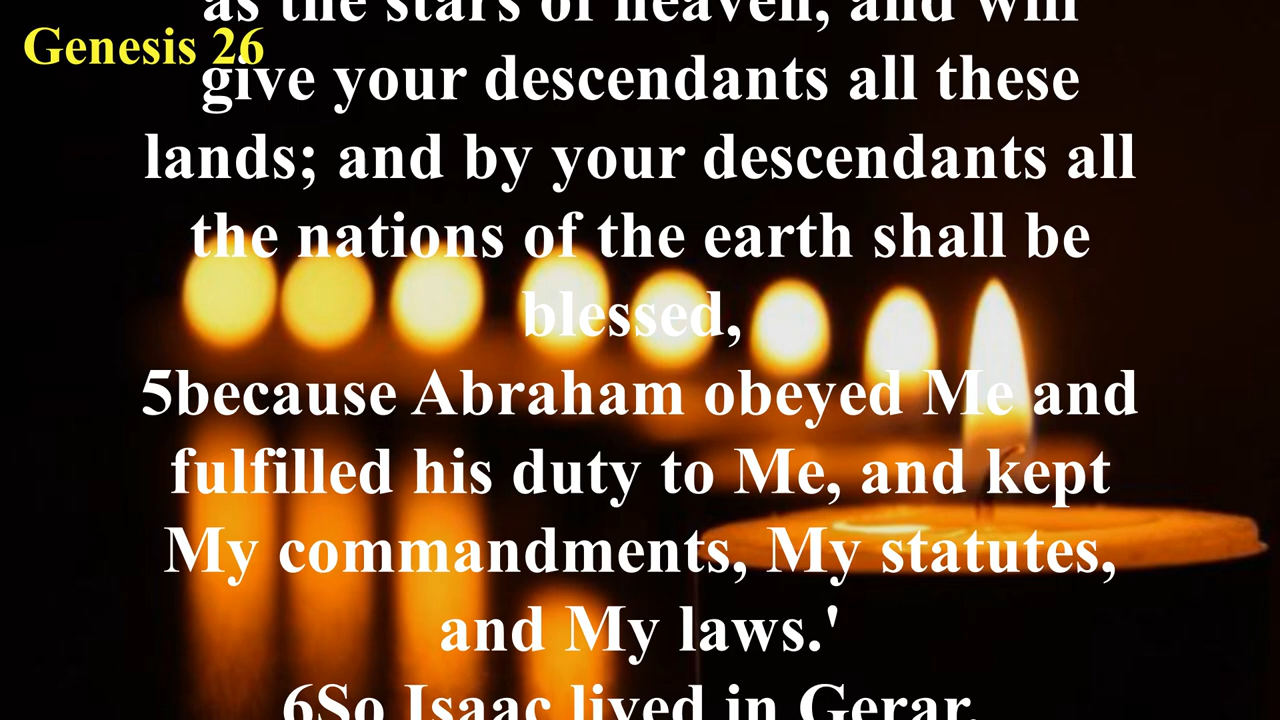 as the stars of heaven, and will
Genesis 26
give your descendants all these
lands; and by your descendants all
the nations of the earth shall be
blessed,
5because Abraham obeyed Me and
fulfilled his duty to Me, and kept
My commandments, My statutes,
and My laws.'
6So Isaac lived in Gerar.